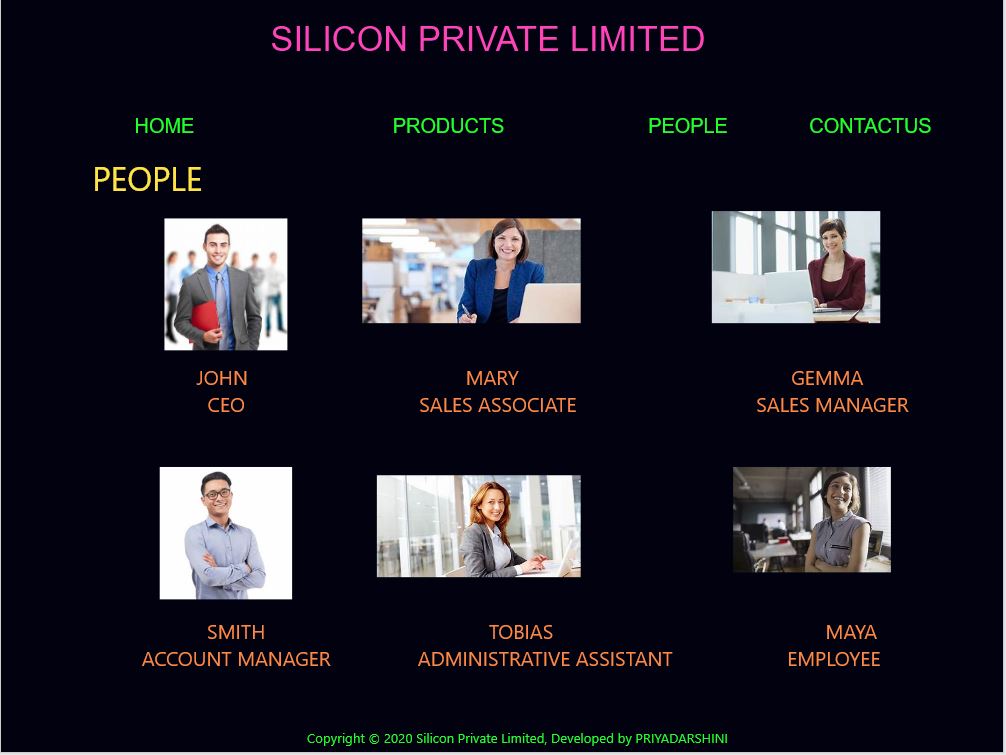 SILICON PRIVATE LIMITED
HOME PRODUCTS PEOPLE CONTACTUS
PEOPLE
JOHN MARY GEMMA
CEO SALES ASSOCIATE SALES MANAGER
SMITH TOBIAS MAYA
ACCOUNT MANAGER ADMINISTRATIVE ASSISTANT EMPLOYEE
Copyright © 2020 Silicon Private Limited, Developed by PRIYADARSHINI